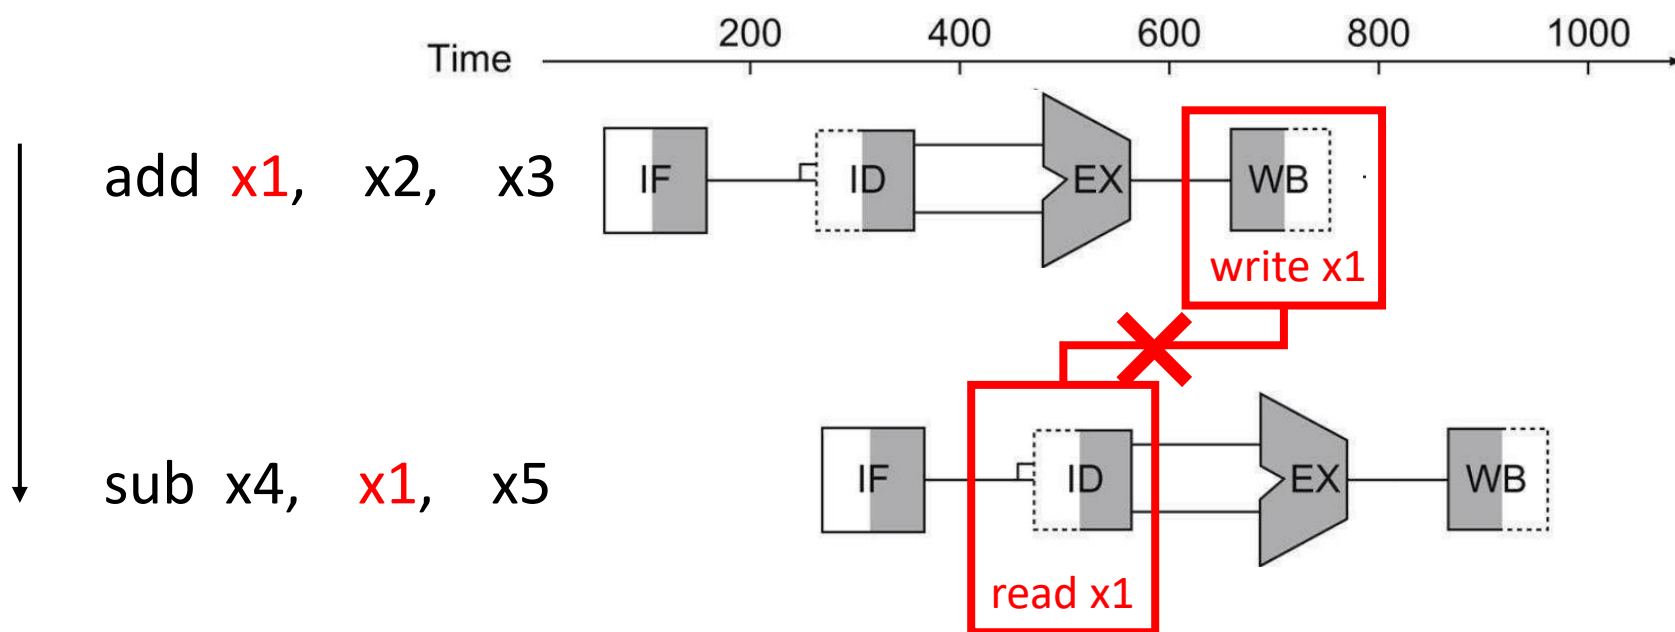 Time 200 400 600 800 1000
add x1, x2, x3 IF ID EX WB
write x1
sub x4, x1, x5 IF ID EX WB
read x1